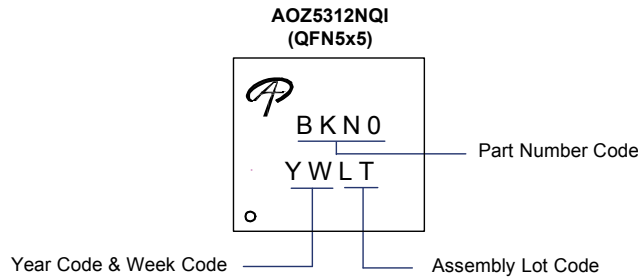 AOZ5312NQI
(QFN5x5)
BKN0
Part Number Code
YWLT
Year Code & Week Code
Assembly Lot Code